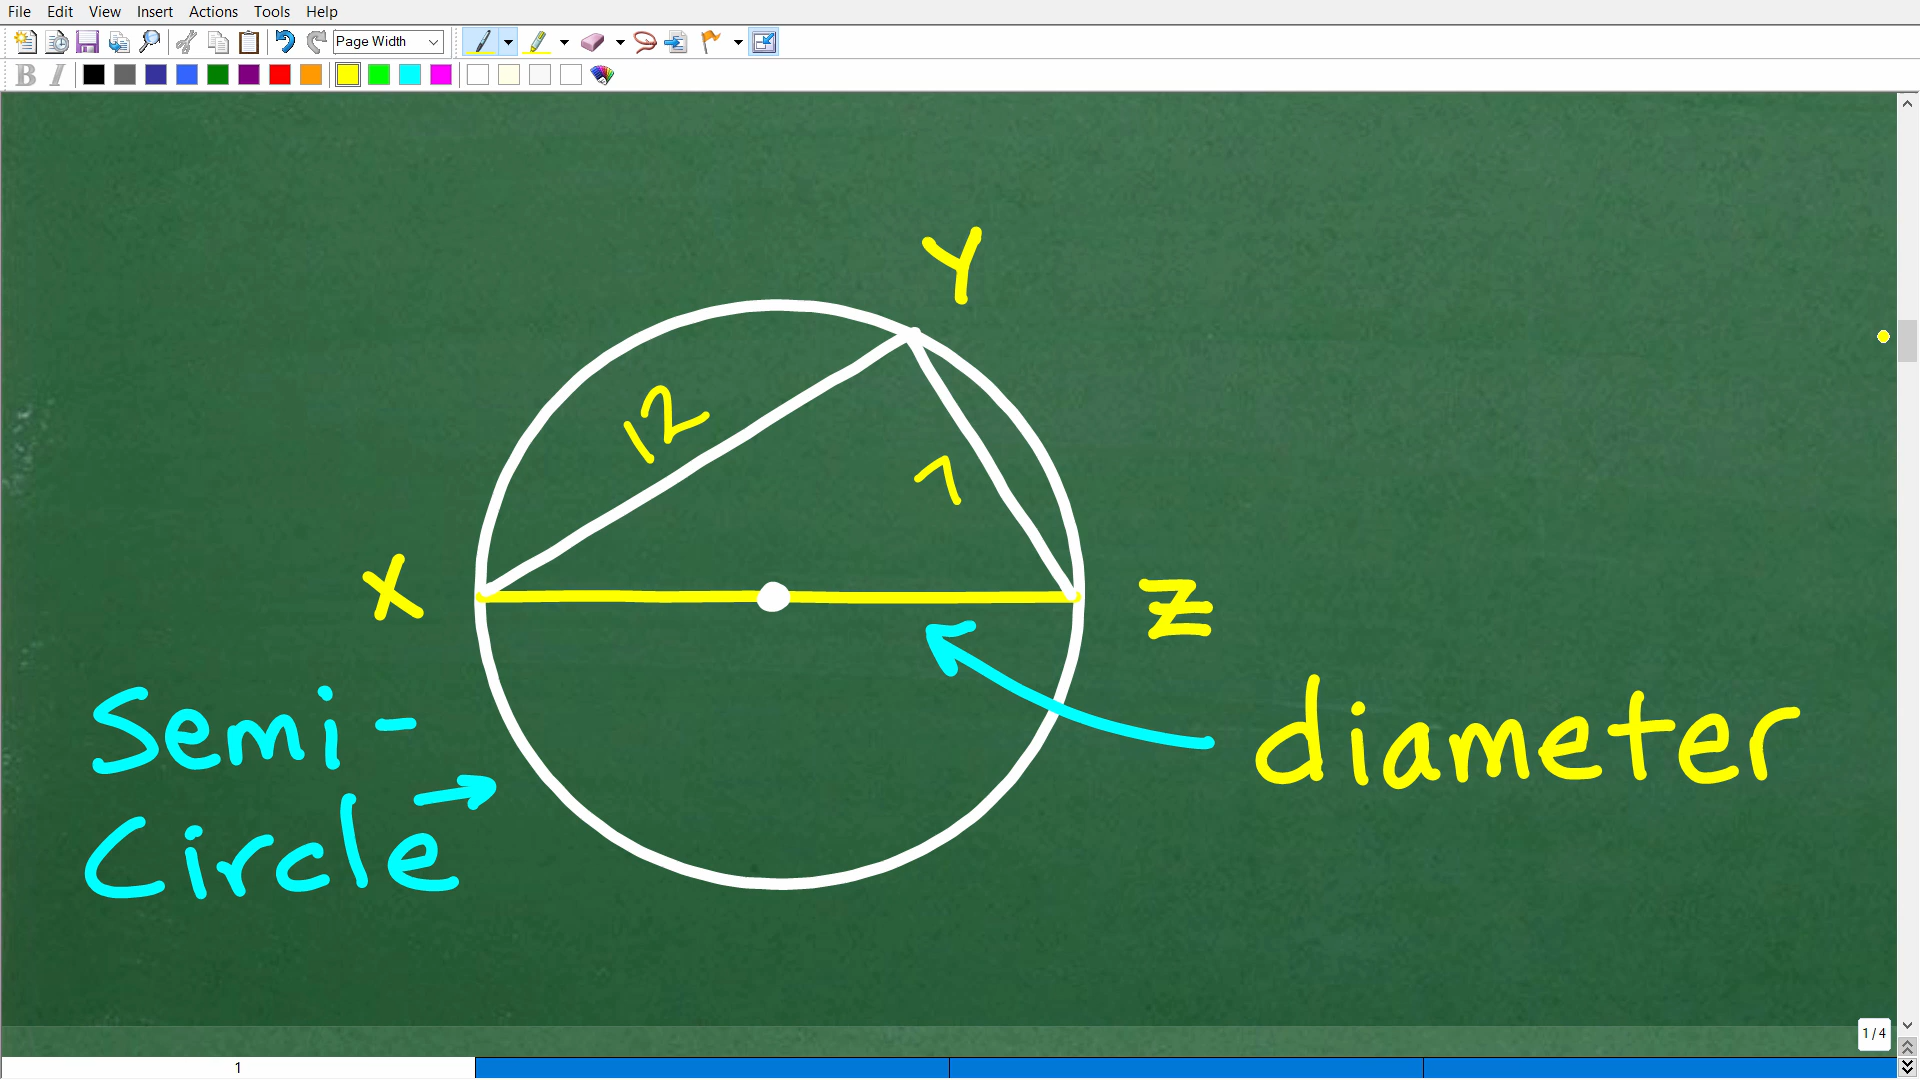 File Edit View Insert Actions Tools Help
Page Width
B I
Y
12
7
X
Z
Semi-
Circle
diameter
1 / 4
1